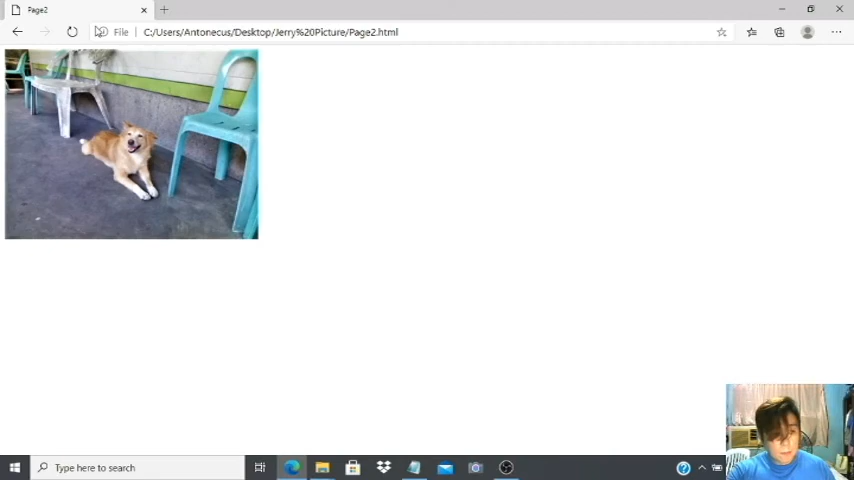 Page2
File
C:/Users/Antonecus/Desktop/Jerry%20Picture/Page2.html
Type here to search